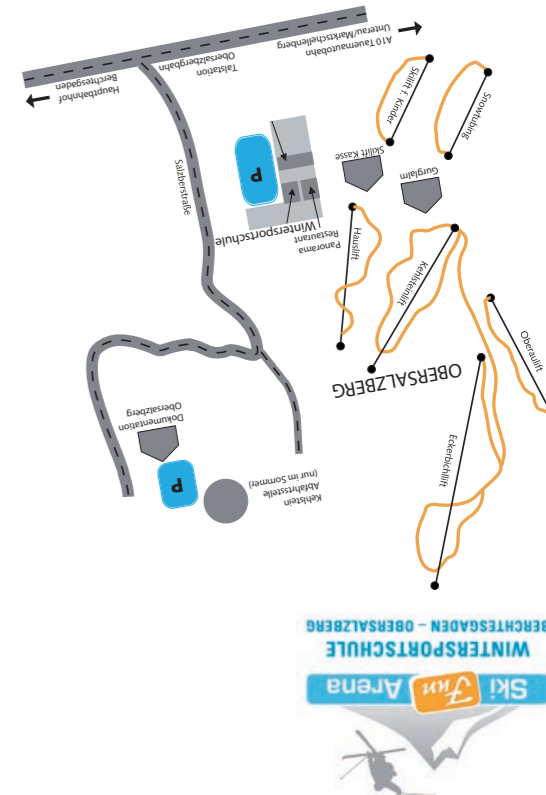 Ski Fun Arena
WINTERSPORTSCHULE
BERCHTESGADEN – OBERSALZBERG
Kehlstein
Abfahrtsstelle
(nur im Sommer)
P
Dokumentation
Obersalzberg
Eckerbichllift
OBERSALZBERG
Oberaulift
Kehlsteinlift
Hauslift
Panorama
Restaurant
Wintersportschule
P
Gurglalm
Skilift Kasse
Snowtubing
Skilift f. Kinder
Salzberstraße
Hauptbahnhof
Berchtesgaden
Talstation
Obersalzbergbahn
A10 Tauernautobahn
Unterau/Marktschellenberg